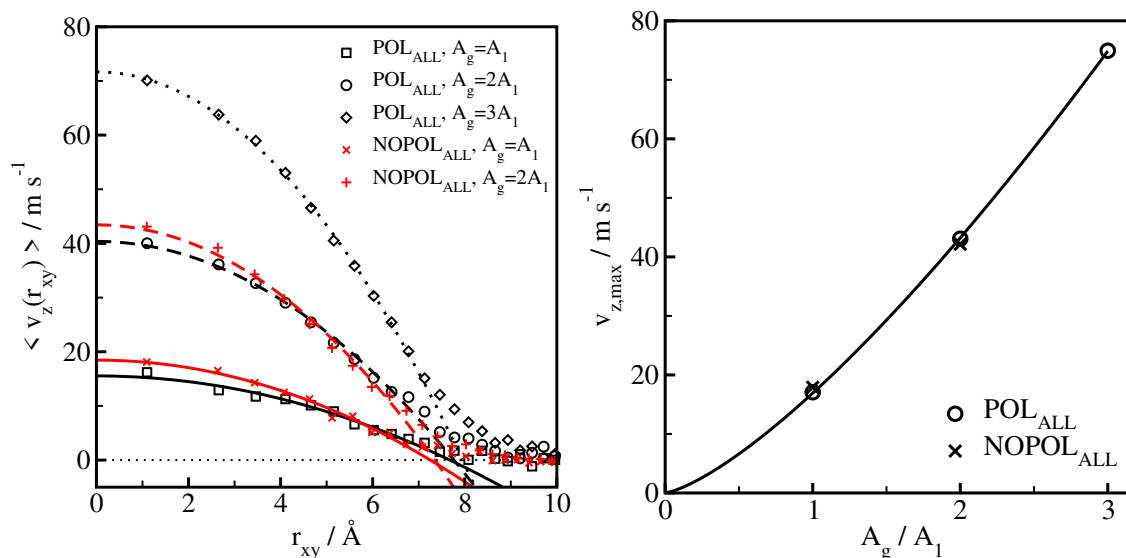 80
60
40
20
0
< v_z(r_xy) > / m s^-1
0 2 4 6 8 10
r_xy / Å
POL_ALL, A_g=A_1
POL_ALL, A_g=2A_1
POL_ALL, A_g=3A_1
NOPOL_ALL, A_g=A_1
NOPOL_ALL, A_g=2A_1
80
60
40
20
0
v_z,max / m s^-1
0 1 2 3
A_g / A_1
POL_ALL
NOPOL_ALL